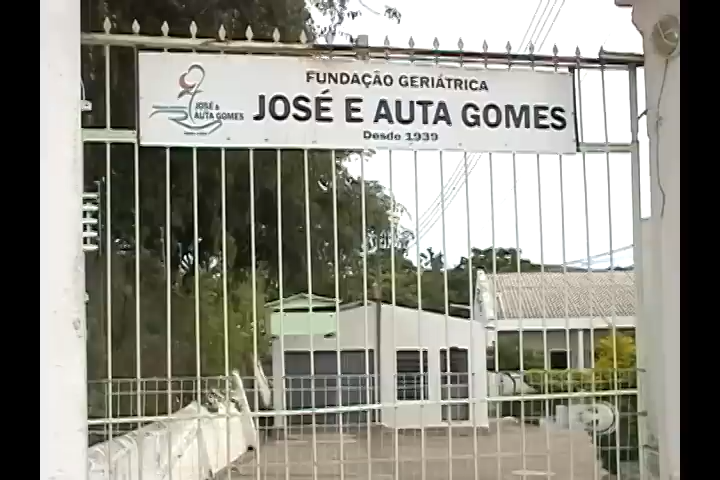 FUNDAÇÃO GERIÁTRICA
JOSÉ &
AUTA GOMES
JOSÉ E AUTA GOMES
Desde 1939